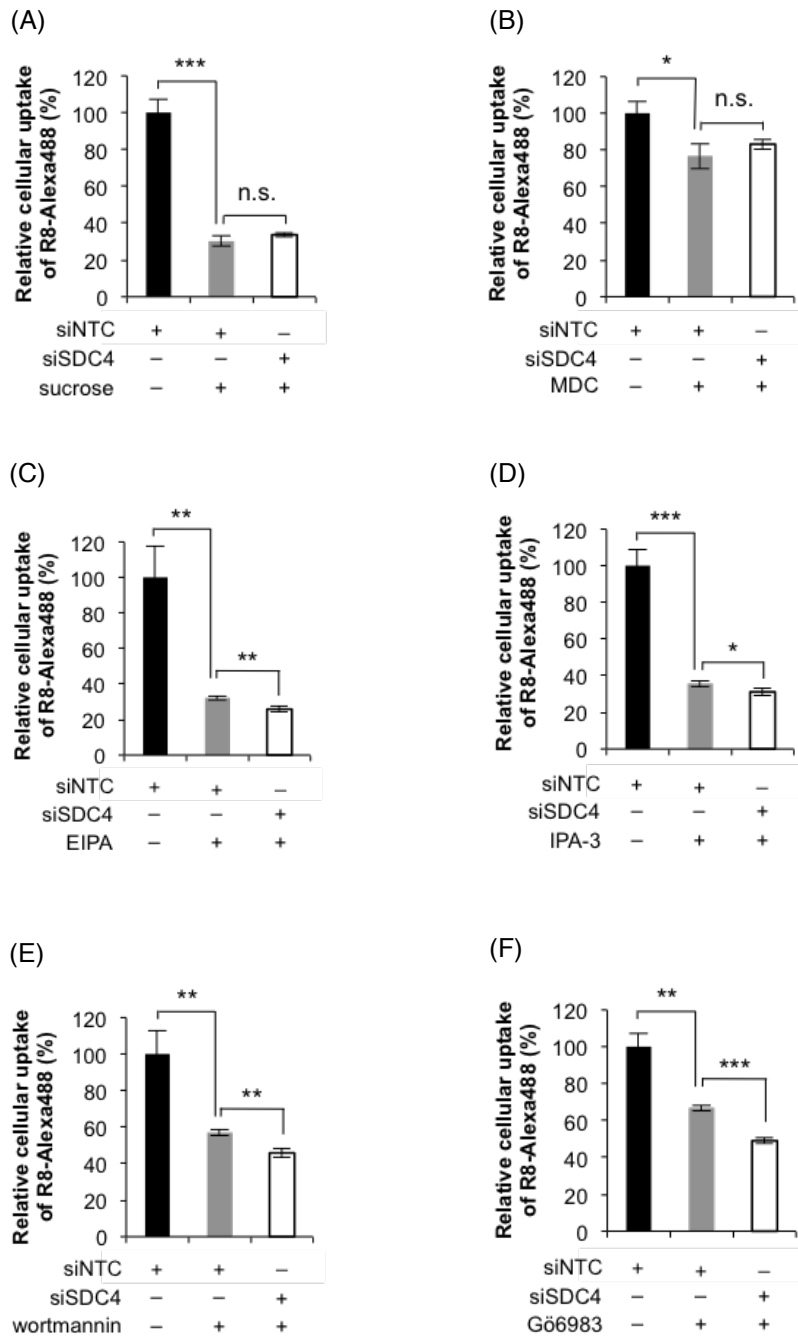 (A)
Relative cellular uptake
of R8-Alexa488 (%)
120
100
80
60
40
20
0
***
n.s.
siNTC + + –
siSDC4 – – +
sucrose – + +
(B)
Relative cellular uptake
of R8-Alexa488 (%)
120
100
80
60
40
20
0
*
n.s.
siNTC + + –
siSDC4 – – +
MDC – + +
(C)
Relative cellular uptake
of R8-Alexa488 (%)
120
100
80
60
40
20
0
**
**
siNTC + + –
siSDC4 – – +
EIPA – + +
(D)
Relative cellular uptake
of R8-Alexa488 (%)
120
100
80
60
40
20
0
***
*
siNTC + + –
siSDC4 – – +
IPA-3 – + +
(E)
Relative cellular uptake
of R8-Alexa488 (%)
120
100
80
60
40
20
0
**
**
siNTC + + –
siSDC4 – – +
wortmannin – + +
(F)
Relative cellular uptake
of R8-Alexa488 (%)
120
100
80
60
40
20
0
**
***
siNTC + + –
siSDC4 – – +
Gö6983 – + +